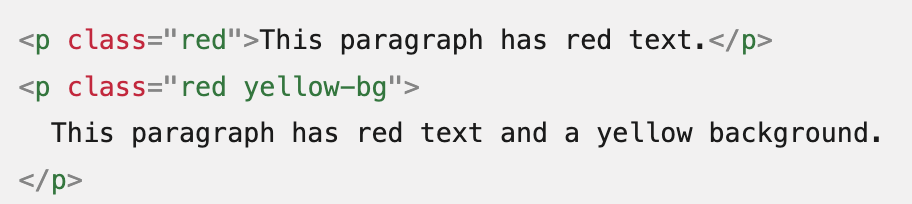 <p class="red">This paragraph has red text.</p>
<p class="red yellow-bg">
  This paragraph has red text and a yellow background.
</p>